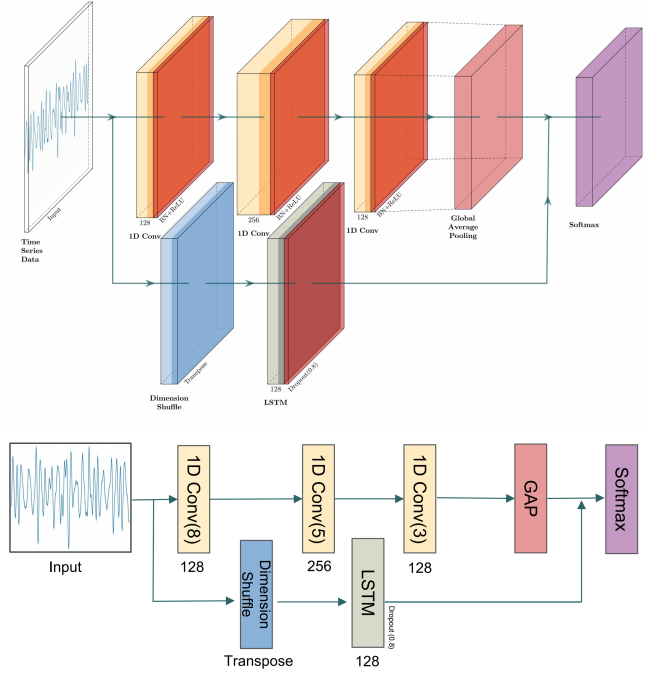 Input
Time
Series
Data
128
BN+ReLU
1D Conv
256
BN+ReLU
1D Conv
128
BN+ReLU
1D Conv
Global
Average
Pooling
Softmax
Transpose
Dimension
Shuffle
128
Dropout(0.8)
LSTM
Input
1D Conv(8)
128
1D Conv(5)
256
1D Conv(3)
128
GAP
Softmax
Dimension
Shuffle
Transpose
LSTM
Dropout (0.8)
128